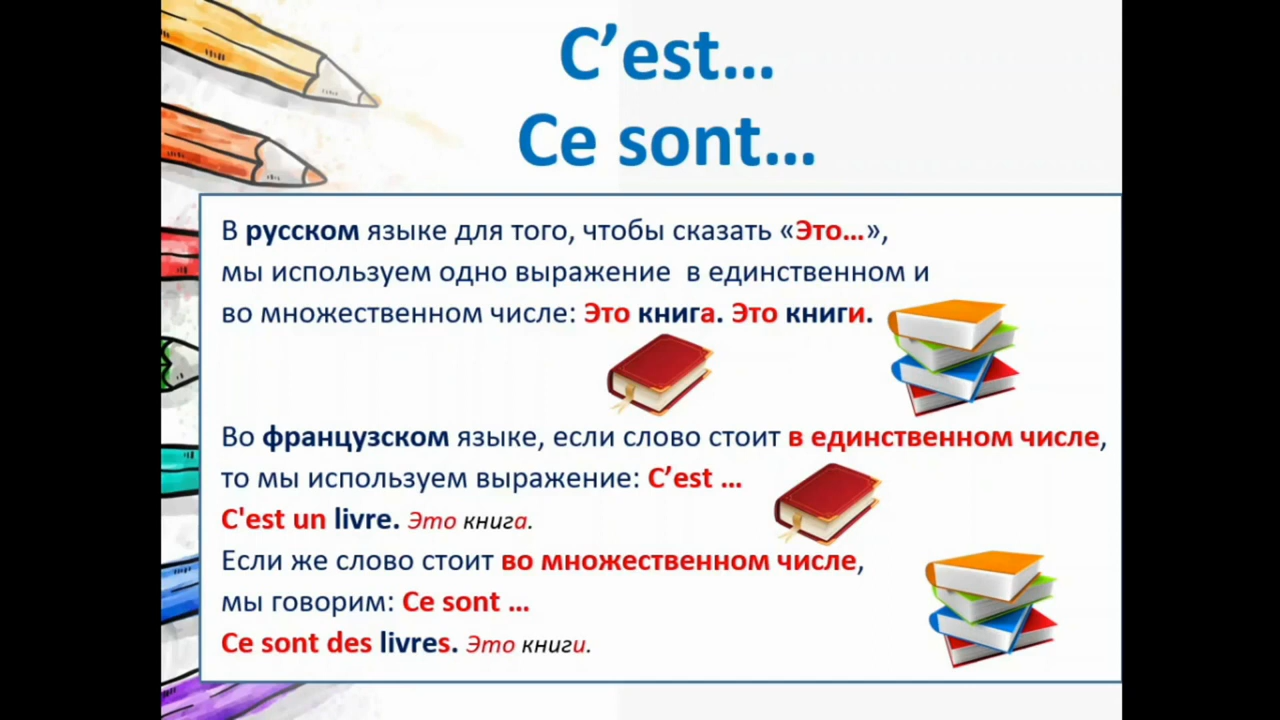 C’est…
Ce sont…
В русском языке для того, чтобы сказать «Это…»,
мы используем одно выражение в единственном и
во множественном числе: Это книга. Это книги.
Во французском языке, если слово стоит в единственном числе,
то мы используем выражение: C’est …
C'est un livre. Это книга.
Если же слово стоит во множественном числе,
мы говорим: Ce sont …
Ce sont des livres. Это книги.